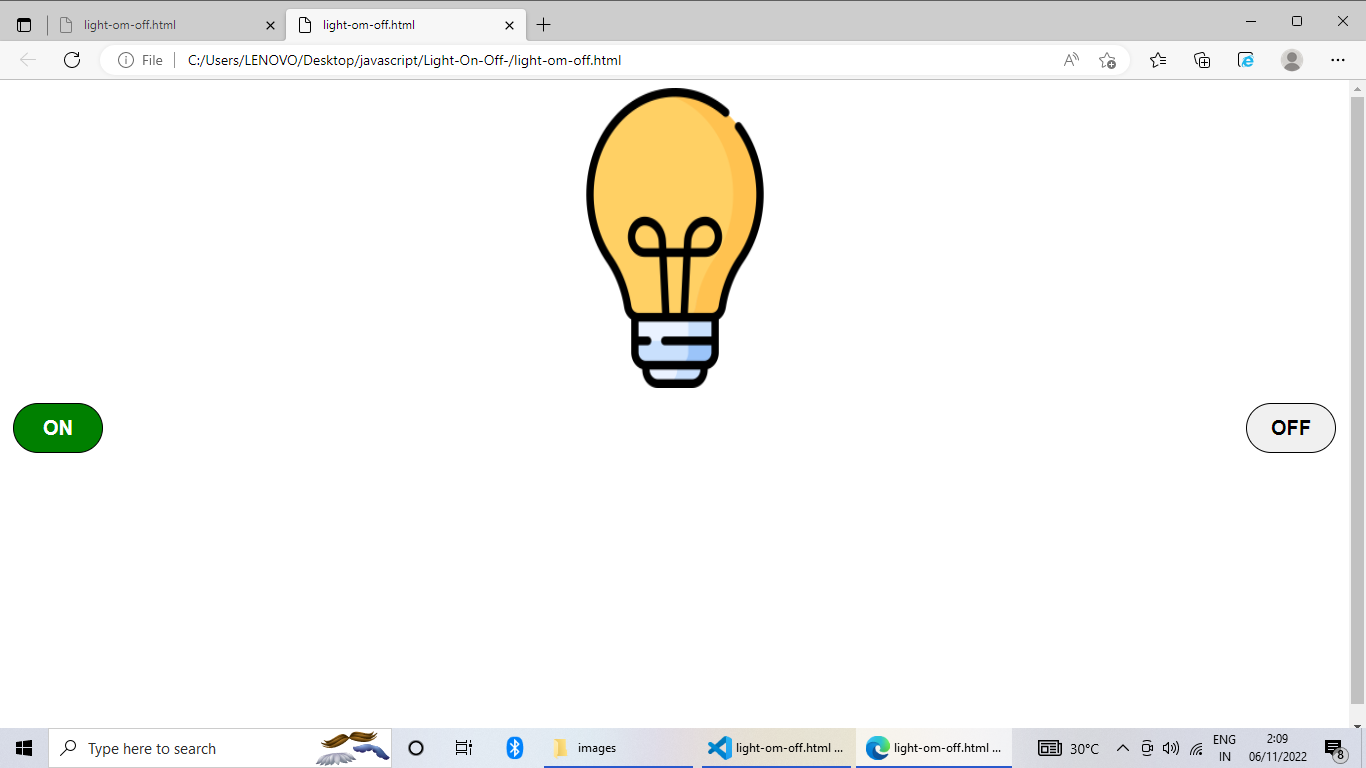 light-om-off.html
light-om-off.html
File
C:/Users/LENOVO/Desktop/javascript/Light-On-Off-/light-om-off.html
ON
OFF
Type here to search
images
light-om-off.html ...
light-om-off.html ...
30°C
ENG
IN
2:09
06/11/2022
8